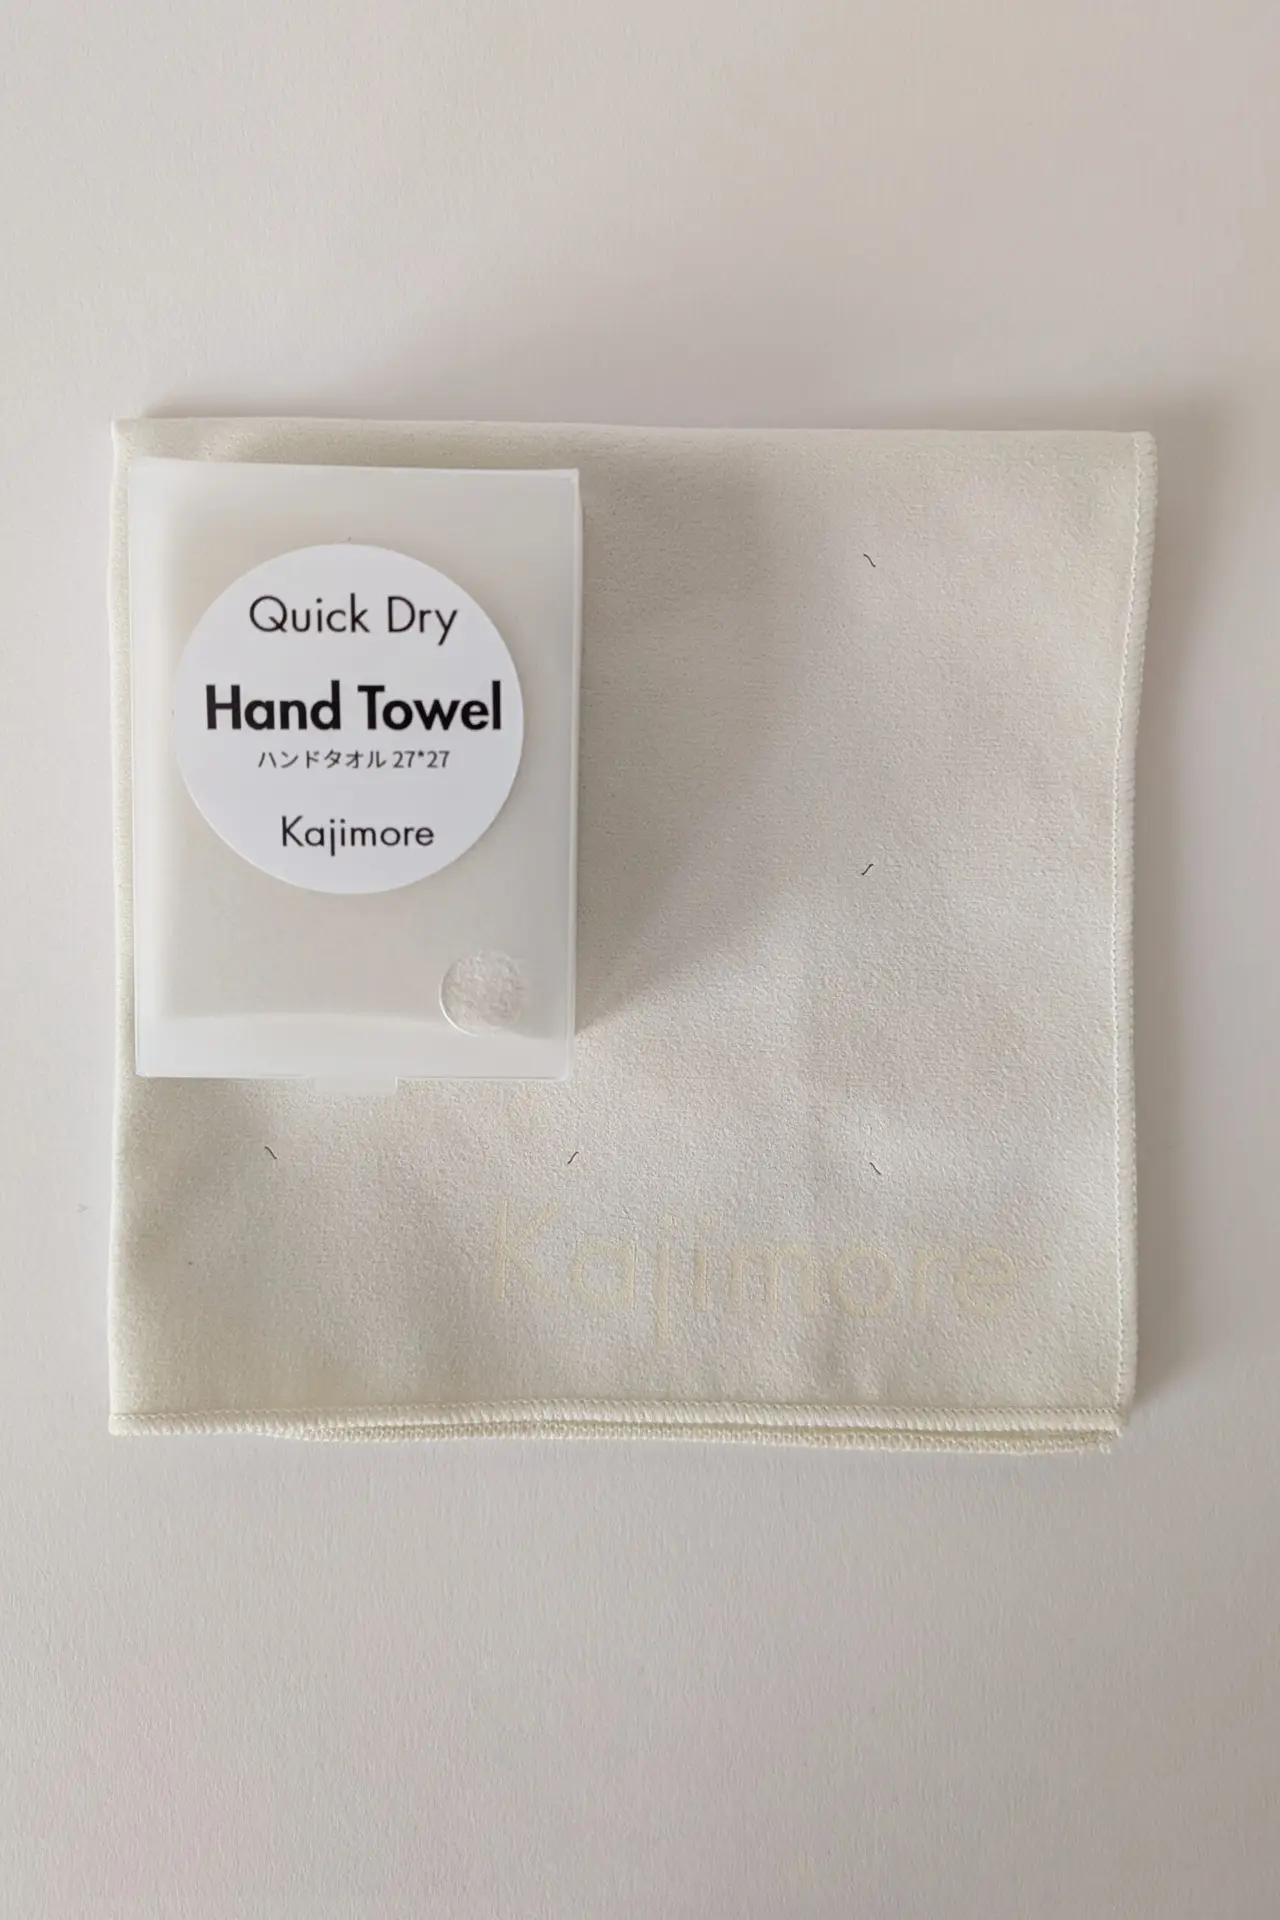 Quick Dry
Hand Towel
ハンドタオル 27*27
Kajimore
Kajimore